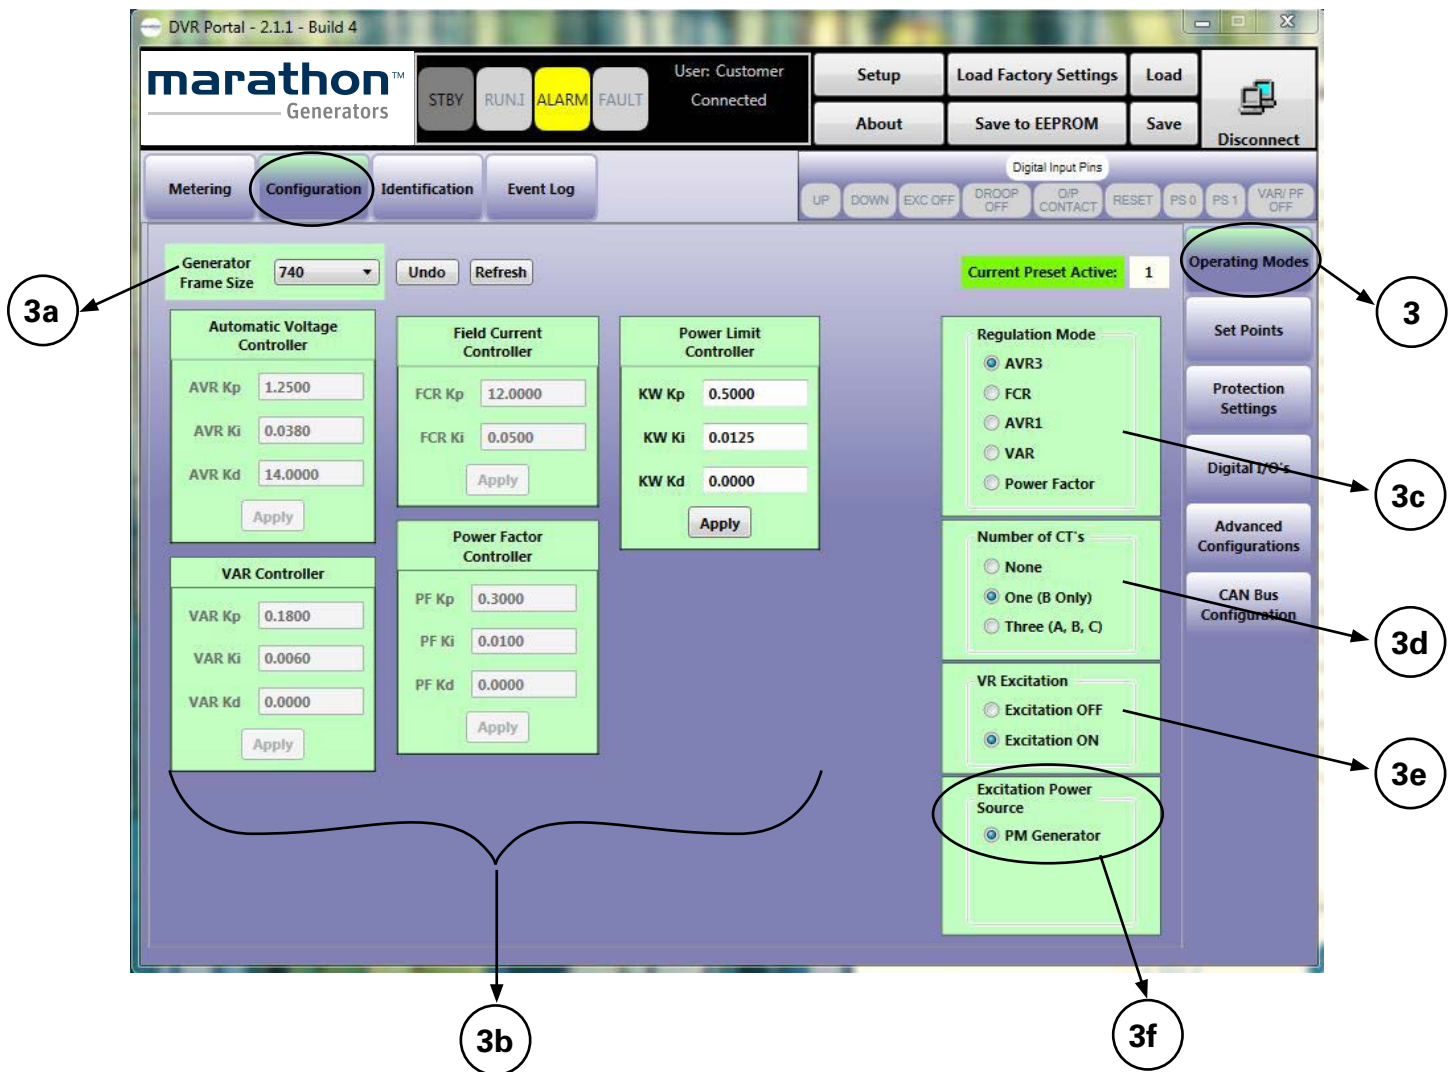 DVR Portal - 2.1.1 - Build 4
marathon™
Generators
STBY
RUN.I
ALARM
FAULT
User: Customer
Connected
Setup
Load Factory Settings
Load
About
Save to EEPROM
Save
Disconnect
Metering
Configuration
Identification
Event Log
Digital Input Pins
UP
DOWN
EXC OFF
DROOP
OFF
O/P
CONTACT
RESET
PS 0
PS 1
VAR/ PF
OFF
Generator
Frame Size
740
Undo
Refresh
Current Preset Active:
1
Operating Modes
Set Points
Protection
Settings
Digital I/O's
Advanced
Configurations
CAN Bus
Configuration
Automatic Voltage
Controller
AVR Kp 1.2500
AVR Ki 0.0380
AVR Kd 14.0000
Apply
VAR Controller
VAR Kp 0.1800
VAR Ki 0.0060
VAR Kd 0.0000
Apply
Field Current
Controller
FCR Kp 12.0000
FCR Ki 0.0500
Apply
Power Factor
Controller
PF Kp 0.3000
PF Ki 0.0100
PF Kd 0.0000
Apply
Power Limit
Controller
KW Kp 0.5000
KW Ki 0.0125
KW Kd 0.0000
Apply
Regulation Mode
AVR3
FCR
AVR1
VAR
Power Factor
Number of CT's
None
One (B Only)
Three (A, B, C)
VR Excitation
Excitation OFF
Excitation ON
Excitation Power
Source
PM Generator
3a
3
3c
3d
3e
3b
3f